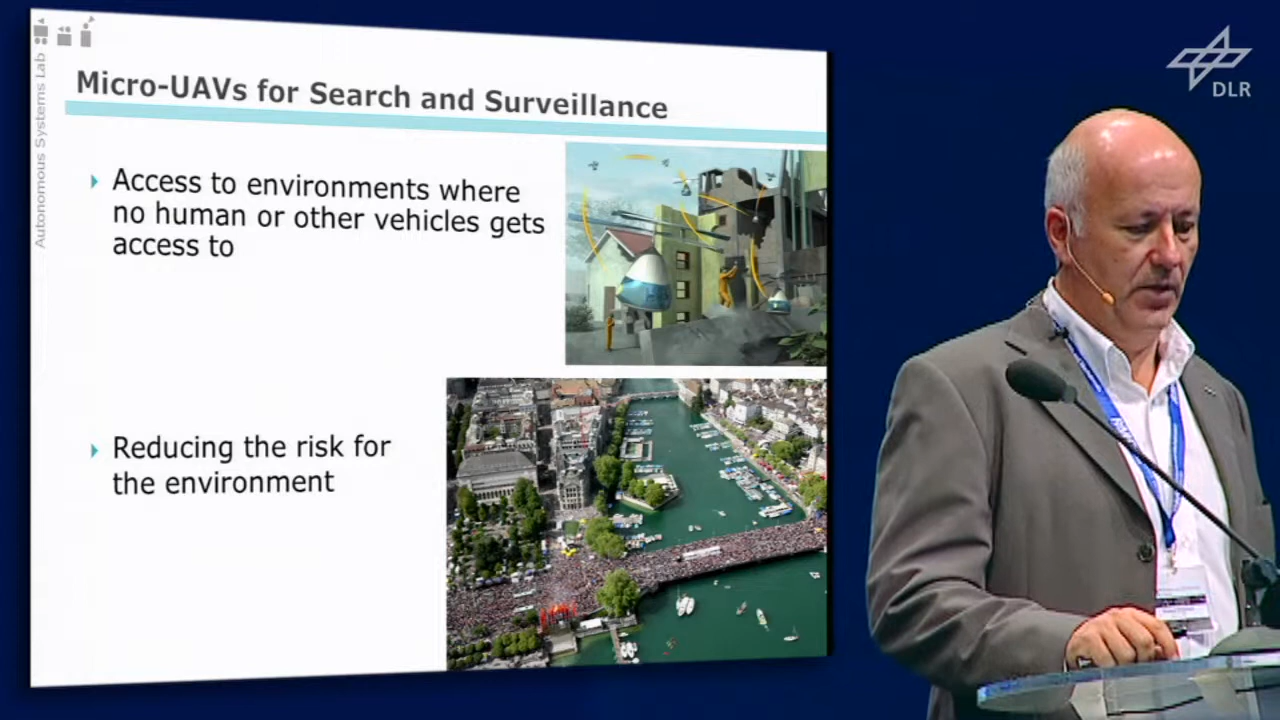 Micro-UAVs for Search and Surveillance
Autonomous Systems Lab
Access to environments where
no human or other vehicles gets
access to
Reducing the risk for
the environment
DLR